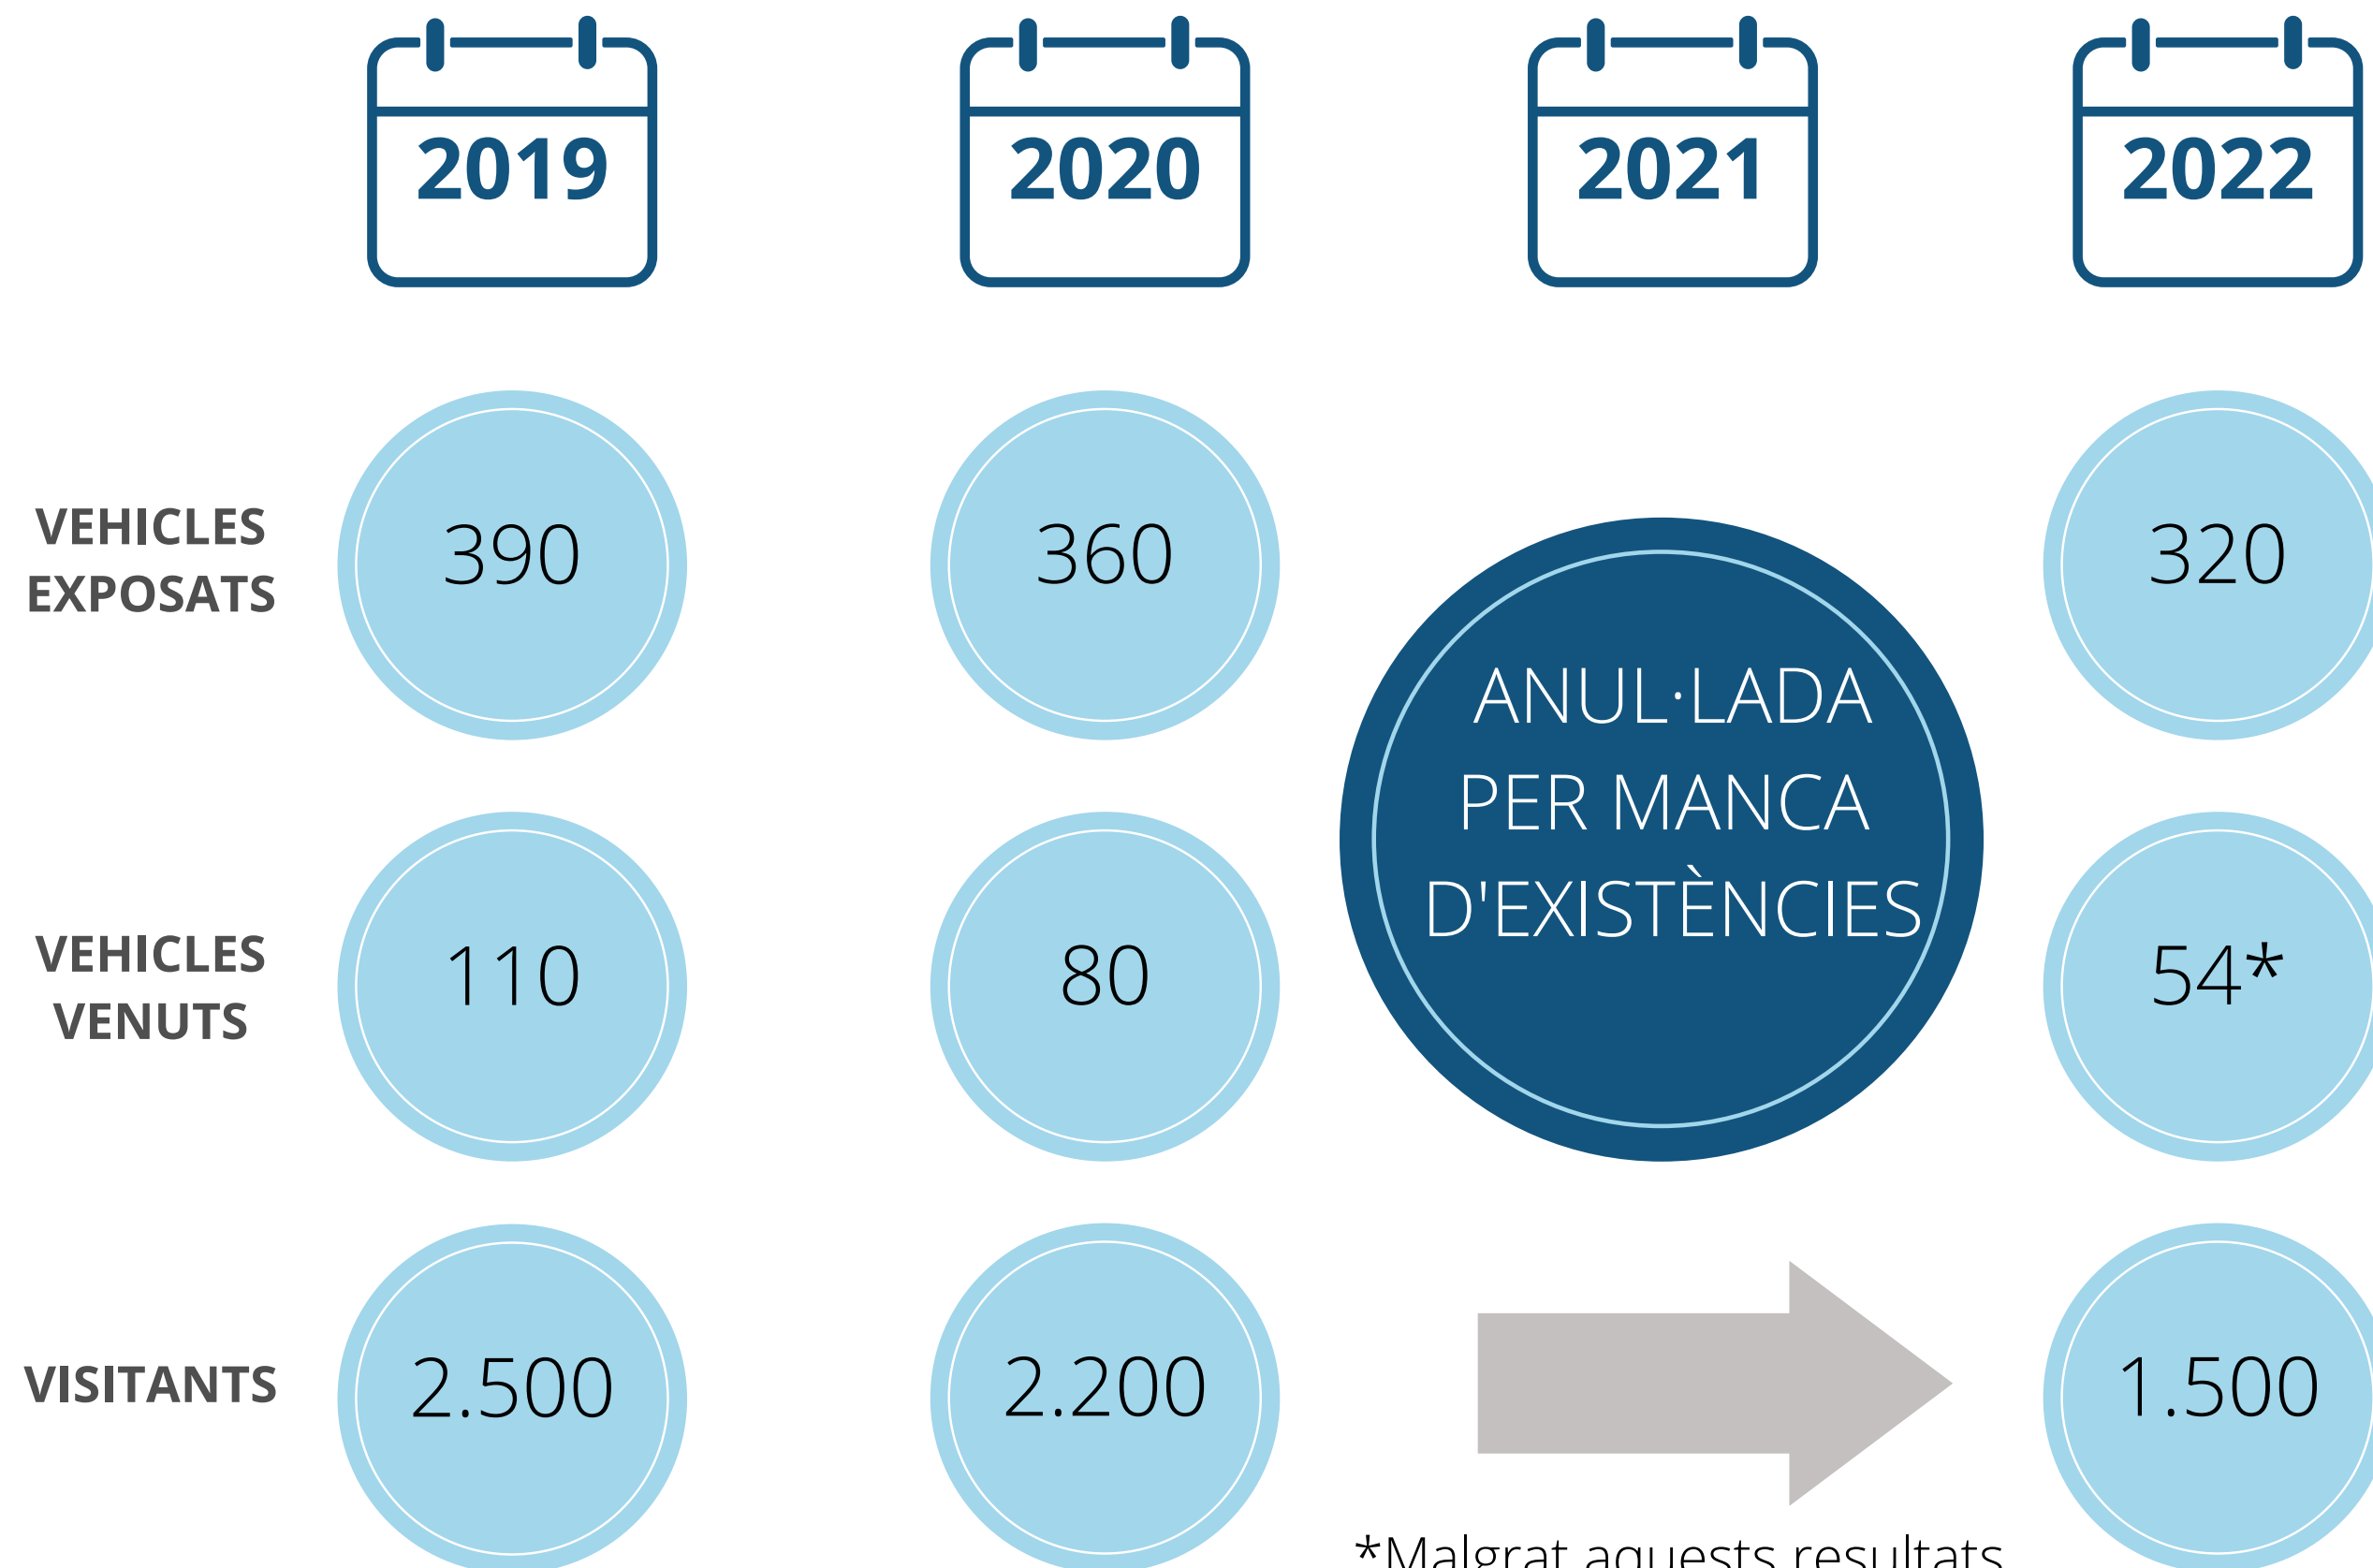 2019
2020
2021
2022
VEHICLES
EXPOSATS
390
360
320
ANUL·LADA
PER MANCA
D'EXISTÈNCIES
VEHICLES
VENUTS
110
80
54*
VISITANTS
2.500
2.200
1.500
*Malgrat aquests resultats